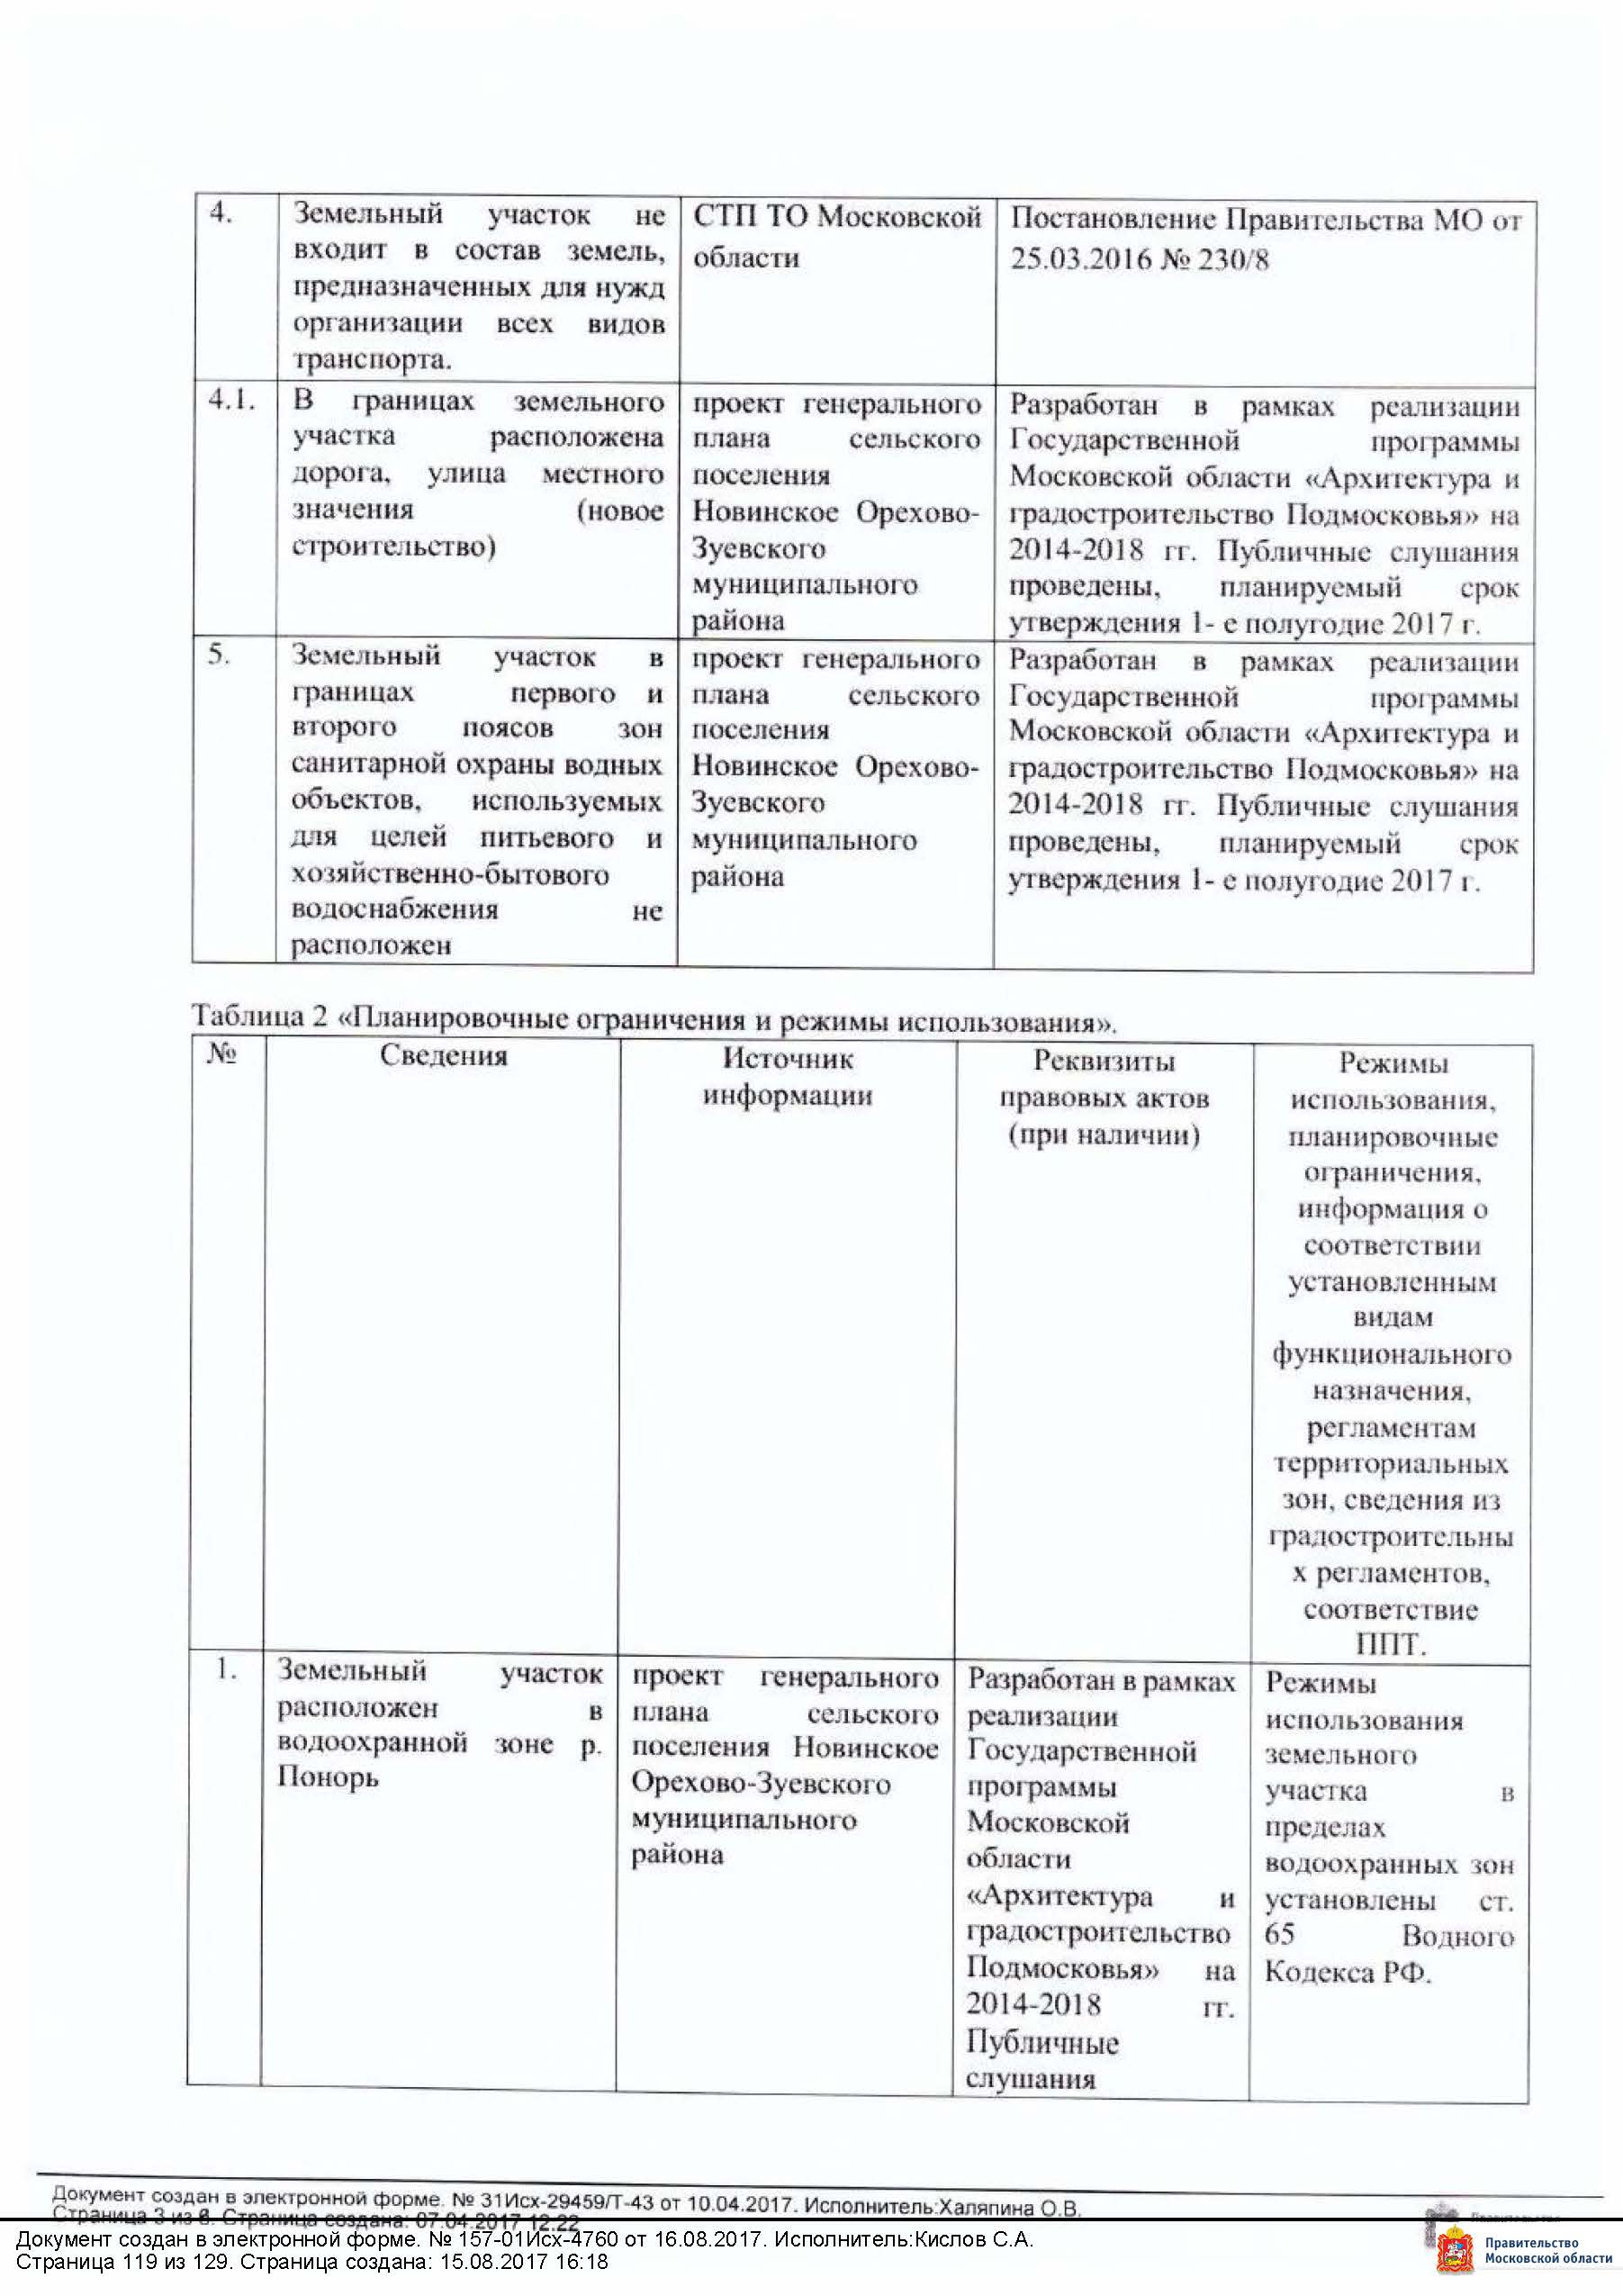 4.
Земельный участок не
входит в состав земель,
предназначенных для нужд
организации всех видов
транспорта.
СТП ТО Московской
области
Постановление Правительства МО от
25.03.2016 № 230/8
4.1.
В границах земельного
участка расположена
дорога, улица местного
значения (новое
строительство)
проект генерального
плана сельского
поселения
Новинское Орехово-
Зуевского
муниципального
района
Разработан в рамках реализации
Государственной программы
Московской области «Архитектура и
градостроительство Подмосковья» на
2014-2018 гг. Публичные слушания
проведены, планируемый срок
утверждения 1- е полугодие 2017 г.
5.
Земельный участок в
границах первого и
второго поясов зон
санитарной охраны водных
объектов, используемых
для целей питьевого и
хозяйственно-бытового
водоснабжения не
расположен
проект генерального
плана сельского
поселения
Новинское Орехово-
Зуевского
муниципального
района
Разработан в рамках реализации
Государственной программы
Московской области «Архитектура и
градостроительство Подмосковья» на
2014-2018 гг. Публичные слушания
проведены, планируемый срок
утверждения 1- е полугодие 2017 г.
Таблица 2 «Планировочные ограничения и режимы использования».
№
Сведения
Источник
информации
Реквизиты
правовых актов
(при наличии)
Режимы
использования,
планировочные
ограничения,
информация о
соответствии
установленным
видам
функционального
назначения,
регламентам
территориальных
зон, сведения из
градостроительны
х регламентов,
соответствие
ППТ.
1.
Земельный участок
расположен в
водоохранной зоне р.
Понорь
проект генерального
плана сельского
поселения Новинское
Орехово-Зуевского
муниципального
района
Разработан в рамках
реализации
Государственной
программы
Московской
области
«Архитектура и
градостроительство
Подмосковья» на
2014-2018 гг.
Публичные
слушания
Режимы
использования
земельного
участка в
пределах
водоохранных зон
установлены ст.
65 Водного
Кодекса РФ.
Документ создан в электронной форме. № 31Исх-29459/Т-43 от 10.04.2017. Исполнитель:Халяпина О.В.
Страница 3 из 8. Страница создана: 07.04.2017 12:22
Документ создан в электронной форме. № 157-01Исх-4760 от 16.08.2017. Исполнитель:Кислов С.А.
Страница 119 из 129. Страница создана: 15.08.2017 16:18
Правительство
Московской области